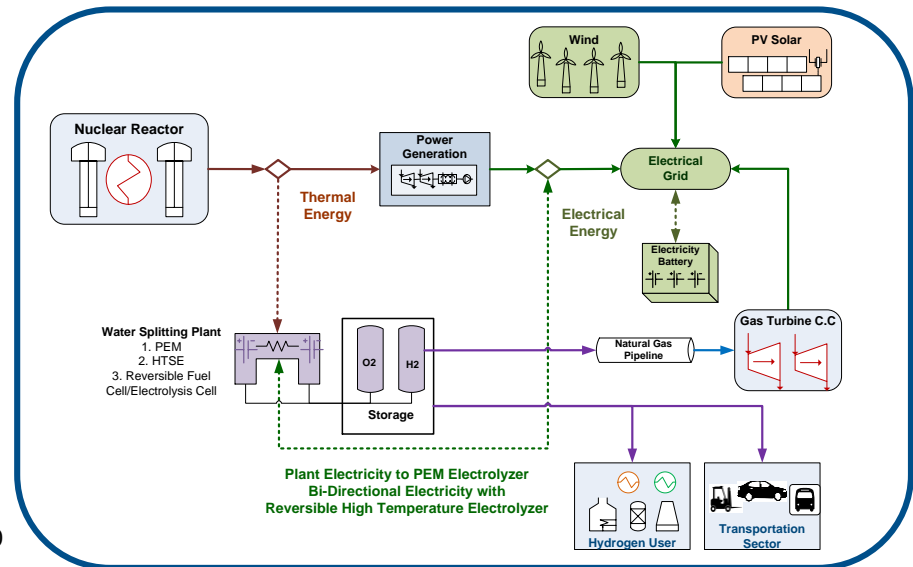 Wind
PV Solar
Nuclear Reactor
Power
Generation
Electrical
Grid
Thermal
Energy
Electrical
Energy
Electricity
Battery
Water Splitting Plant
1. PEM
2. HTSE
3. Reversible Fuel
Cell/Electrolysis Cell
O2
H2
Storage
Natural Gas
Pipeline
Gas Turbine C.C
Plant Electricity to PEM Electrolyzer
Bi-Directional Electricity with
Reversible High Temperature Electrolyzer
Hydrogen User
Transportation
Sector